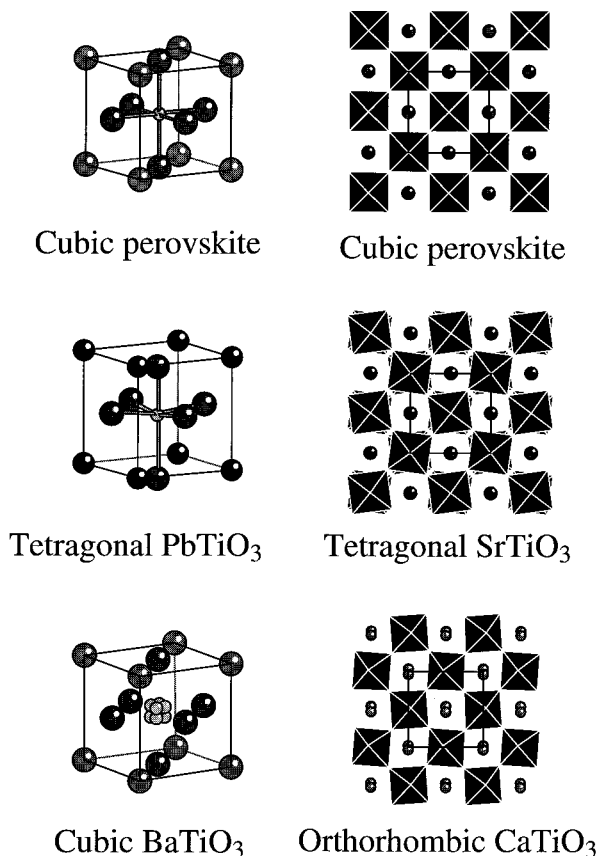 Cubic perovskite
Cubic perovskite
Tetragonal PbTiO₃
Tetragonal SrTiO₃
Cubic BaTiO₃
Orthorhombic CaTiO₃